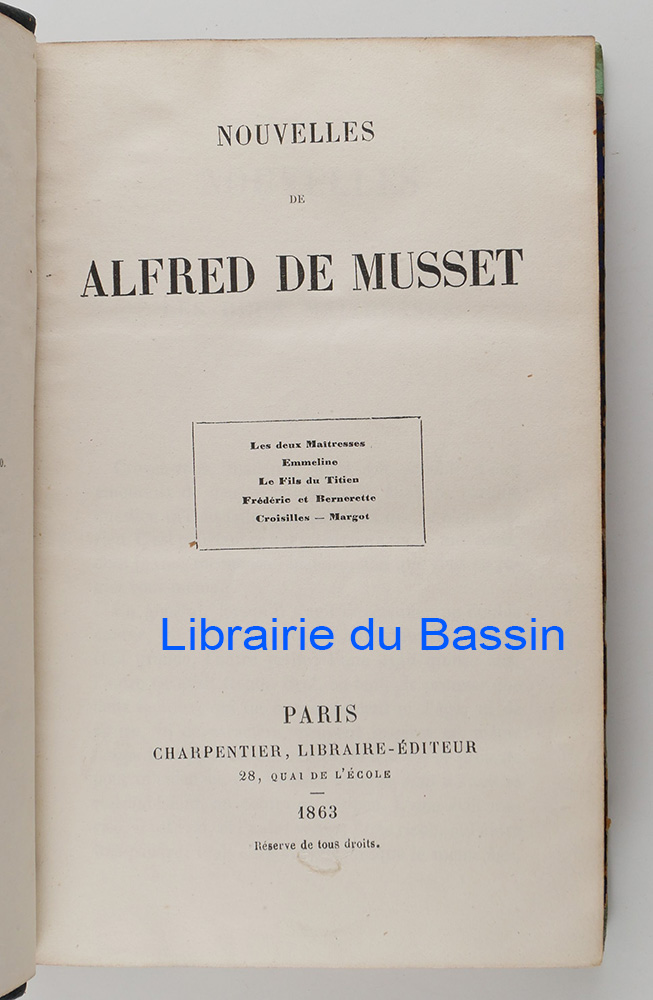 NOUVELLES
DE
ALFRED DE MUSSET
Les deux Maîtresses
Emmeline
Le Fils du Titien
Frédéric et Bernerette
Croisilles — Margot
Librairie du Bassin
PARIS
CHARPENTIER, LIBRAIRE-ÉDITEUR
28, QUAI DE L'ÉCOLE
1863
Réserve de tous droits.